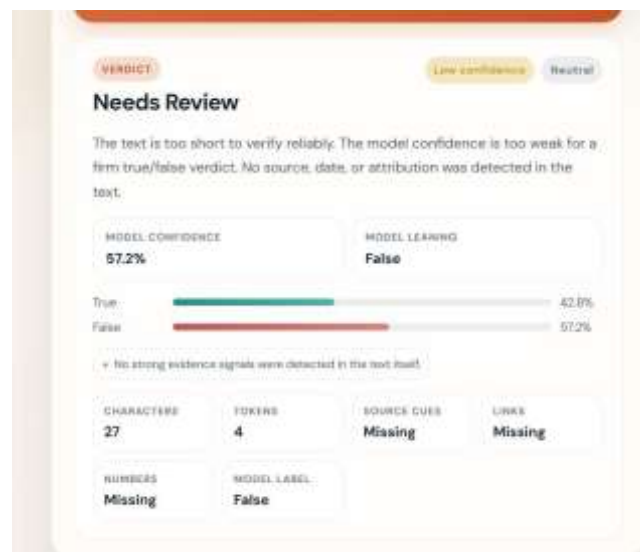 VERDICT
Low confidence
Neutral
Needs Review
The text is too short to verify reliably. The model confidence is too weak for a
firm true/false verdict. No source, date, or attribution was detected in the
text.
MODEL CONFIDENCE
MODEL LEANING
57.2%
False
True
42.8%
False
57.2%
+ No strong evidence signals were detected in the text itself.
CHARACTERS
TOKENS
SOURCE CUES
LINKS
27
4
Missing
Missing
NUMBERS
MODEL LABEL
Missing
False